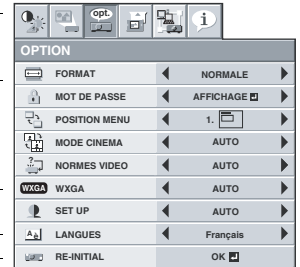 opt.
OPTION
FORMAT NORMALE
MOT DE PASSE AFFICHAGE
POSITION MENU 1.
MODE CINEMA AUTO
NORMES VIDEO AUTO
WXGA WXGA AUTO
SET UP AUTO
LANGUES Français
RE-INITIAL OK